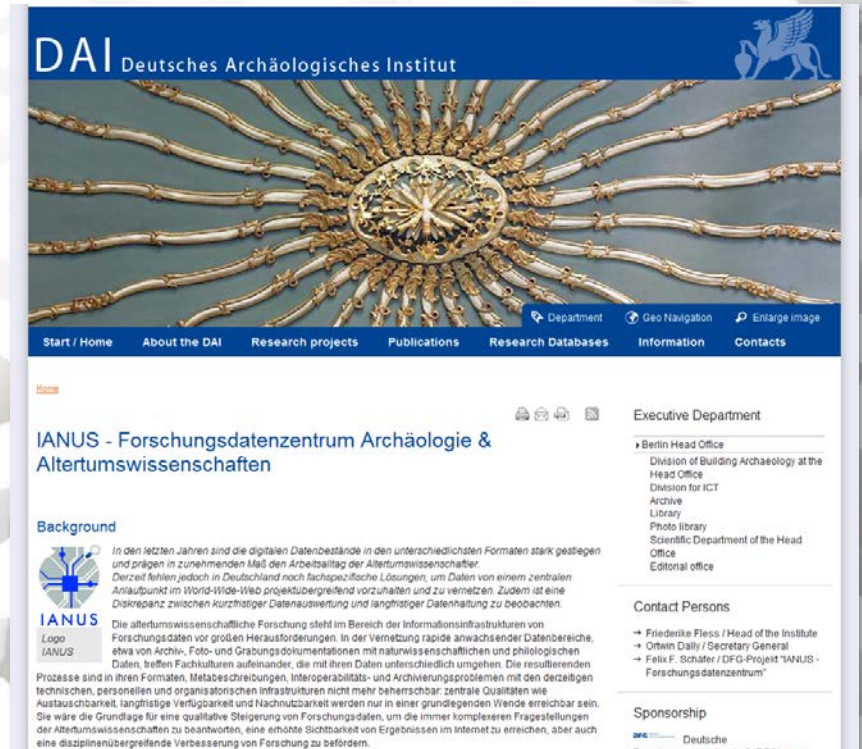 DAI Deutsches Archäologisches Institut
Department
Geo Navigation
Enlarge image
Start / Home
About the DAI
Research projects
Publications
Research Databases
Information
Contacts
Home
IANUS - Forschungsdatenzentrum Archäologie &
Altertumswissenschaften
Background
In den letzten Jahren sind die digitalen Datenbestände in den unterschiedlichsten Formaten stark gestiegen
und prägen in zunehmenden Maß den Arbeitsalltag der Altertumswissenschaftler.
Derzeit fehlen jedoch in Deutschland noch fachspezifische Lösungen, um Daten von einem zentralen
Anlaufpunkt im World-Wide-Web projektübergreifend vorzuhalten und zu vernetzen. Zudem ist eine
Diskrepanz zwischen kurzfristiger Datenauswertung und langfristiger Datenhaltung zu beobachten.
IANUS
Logo
IANUS
Die altertumswissenschaftliche Forschung steht im Bereich der Informationsinfrastrukturen von
Forschungsdaten vor großen Herausforderungen. In der Vernetzung rapide anwachsender Datenbereiche,
etwa von Archiv-, Foto- und Grabungsdokumentationen mit naturwissenschaftlichen und philologischen
Daten, treffen Fachkulturen aufeinander, die mit ihren Daten unterschiedlich umgehen. Die resultierenden
Prozesse sind in ihren Formaten, Metabeschreibungen, Interoperabilitäts- und Archivierungsproblemen mit den derzeitigen
technischen, personellen und organisatorischen Infrastrukturen nicht mehr beherrschbar: zentrale Qualitäten wie
Austauschbarkeit, langfristige Verfügbarkeit und Nachnutzbarkeit werden nur in einer grundlegenden Wende erreichbar sein.
Sie wäre die Grundlage für eine qualitative Steigerung von Forschungsdaten, um die immer komplexeren Fragestellungen
der Altertumswissenschaften zu beantworten, eine erhöhte Sichtbarkeit von Ergebnissen im Internet zu erreichen, aber auch
eine disziplinenübergreifende Verbesserung von Forschung zu befördern.
Executive Department
Berlin Head Office
Division of Building Archaeology at the
Head Office
Division for ICT
Archive
Library
Photo library
Scientific Department of the Head
Office
Editorial office
Contact Persons
→ Friederike Fless / Head of the Institute
→ Ortwin Dally / Secretary General
→ Felix F. Schäfer / DFG-Projekt "IANUS -
Forschungsdatenzentrum"
Sponsorship
DFG
Deutsche